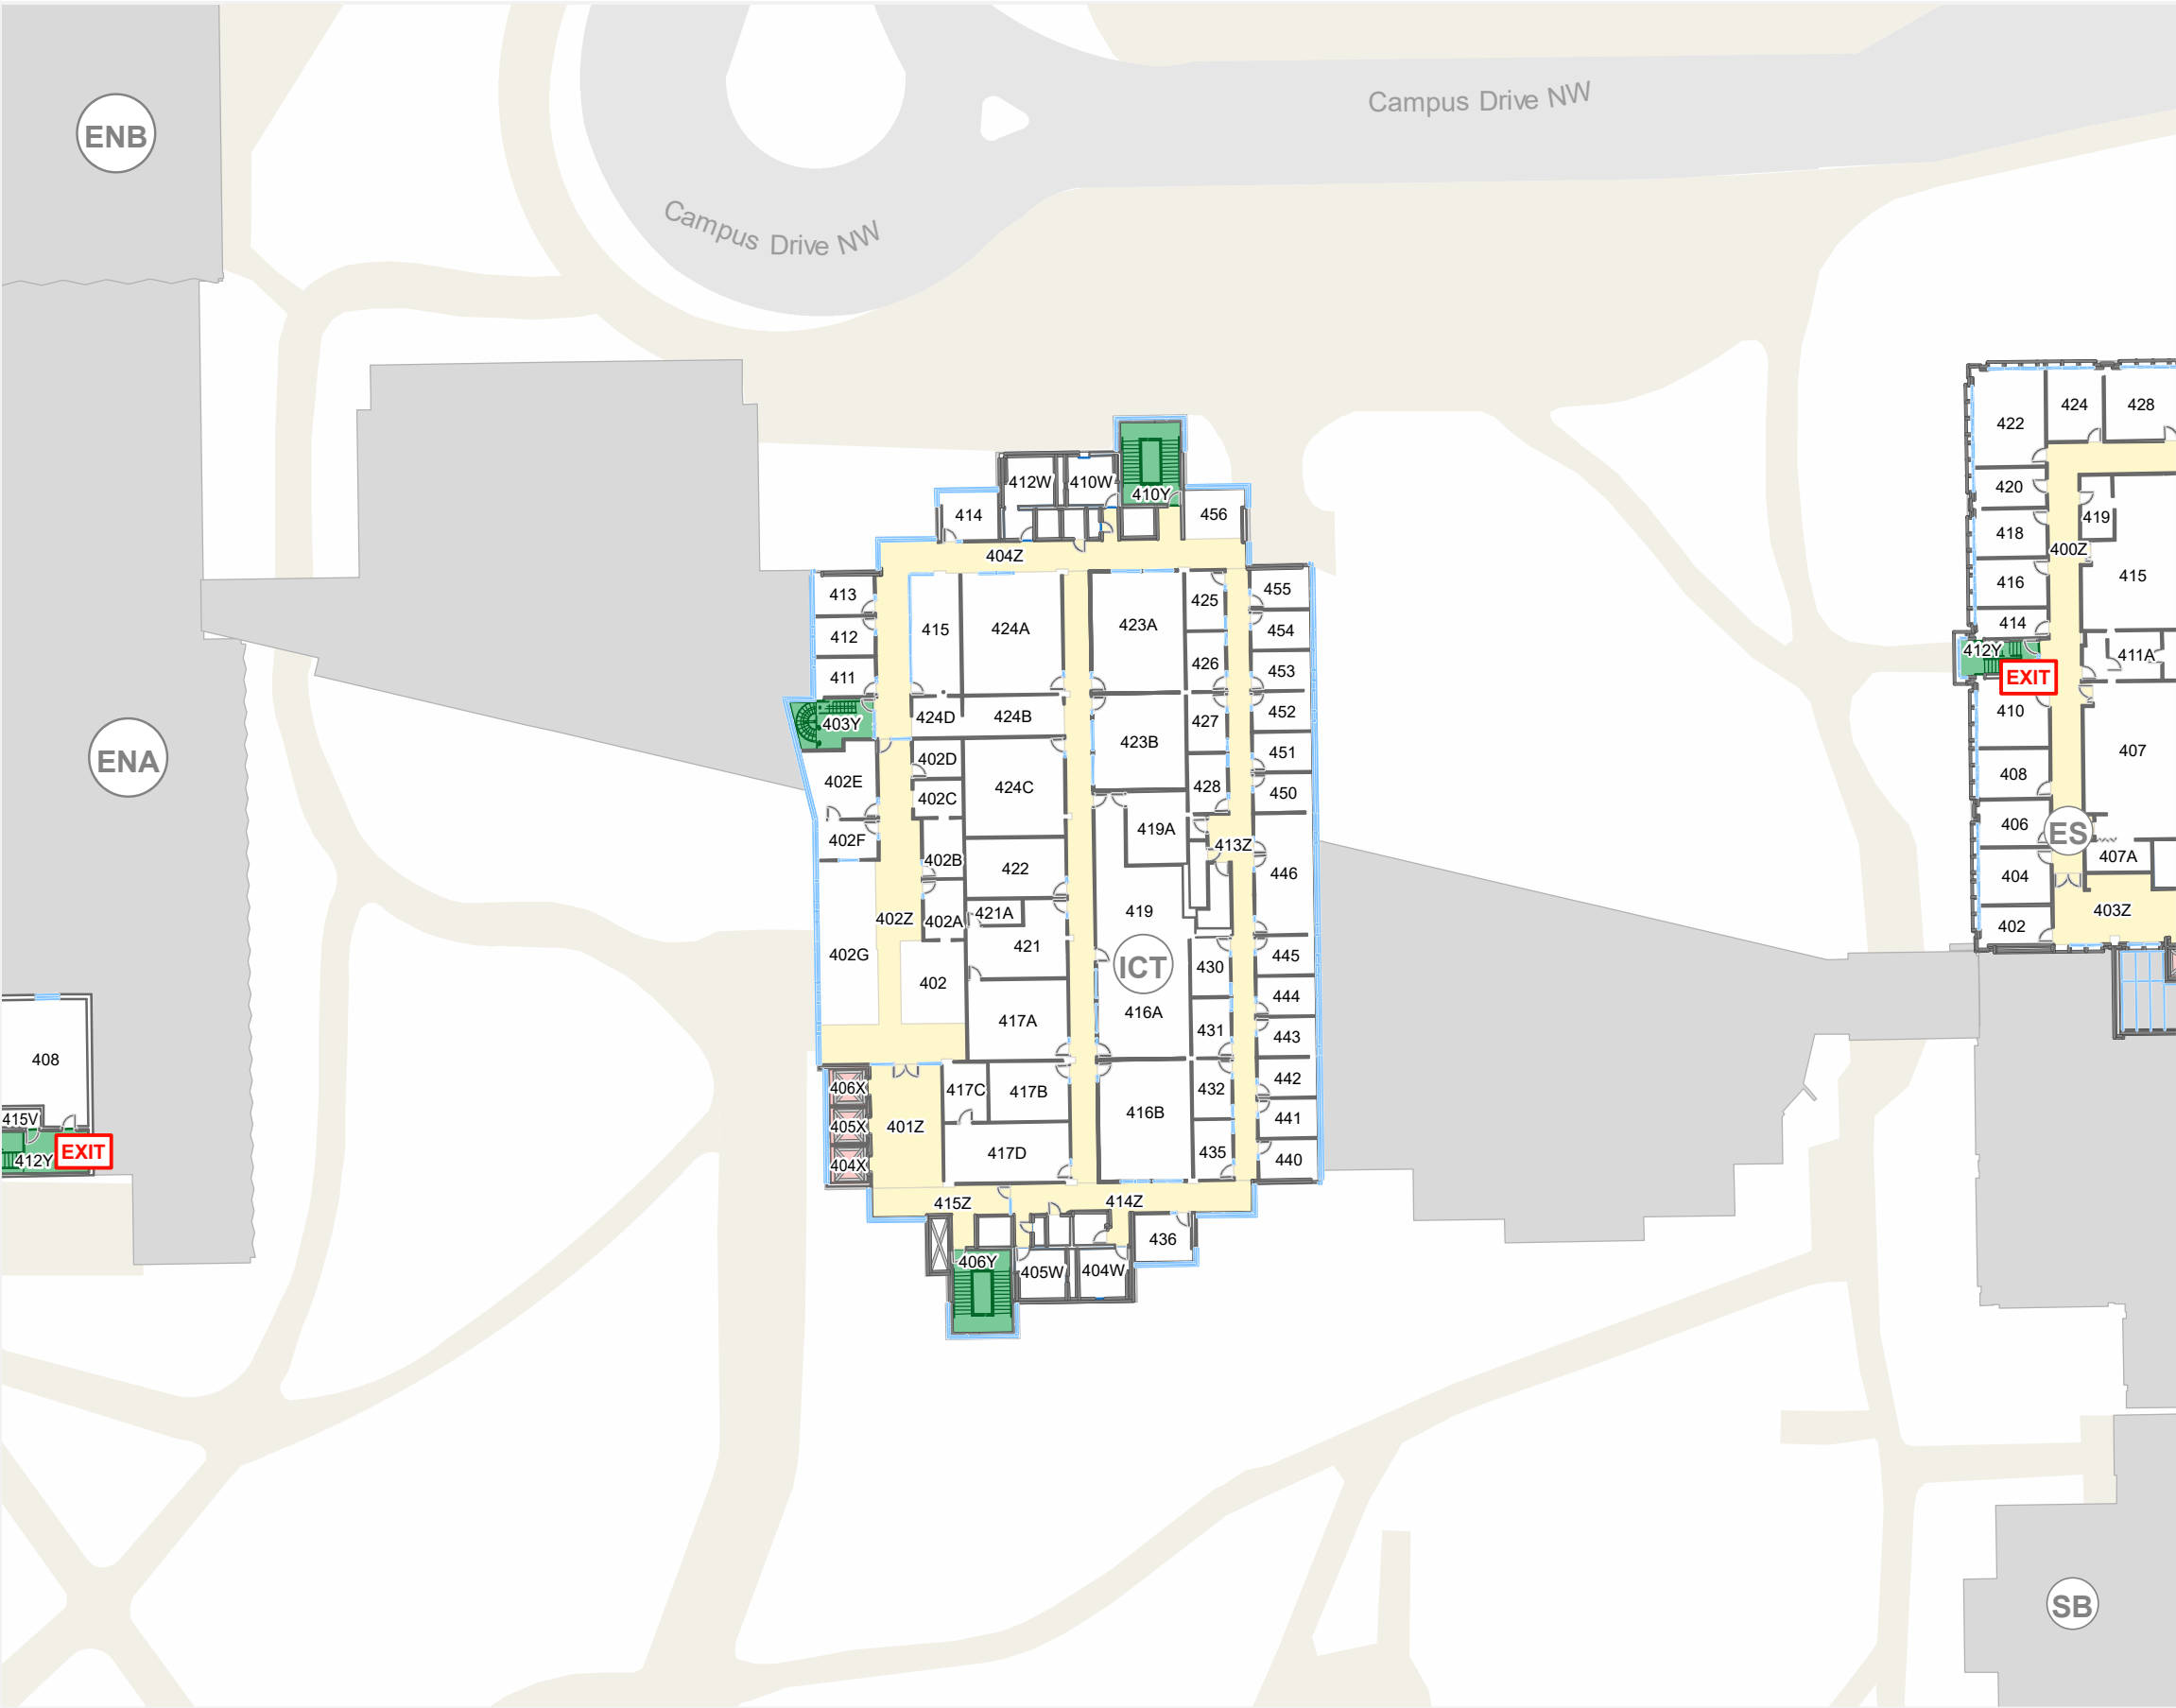 Campus Drive NW
ENB
Campus Drive NW
422
424
428
412W
410W
410Y
420
414
456
419
418
404Z
400Z
415
416
413
455
425
415
424A
423A
414
412
454
412Y
411A
426
453
411
EXIT
424D
424B
452
410
403Y
427
423B
451
407
ENA
402D
402E
424C
428
450
408
402C
419A
406
ES
402F
413Z
407A
402B
422
446
404
421A
419
402Z
402A
403Z
402
421
402G
445
430
ICT
402
444
416A
417A
431
443
408
442
406X
417C
417B
432
416B
415V
405X
401Z
441
EXIT
417D
435
412Y
440
404X
415Z
414Z
436
406Y
405W
404W
SB